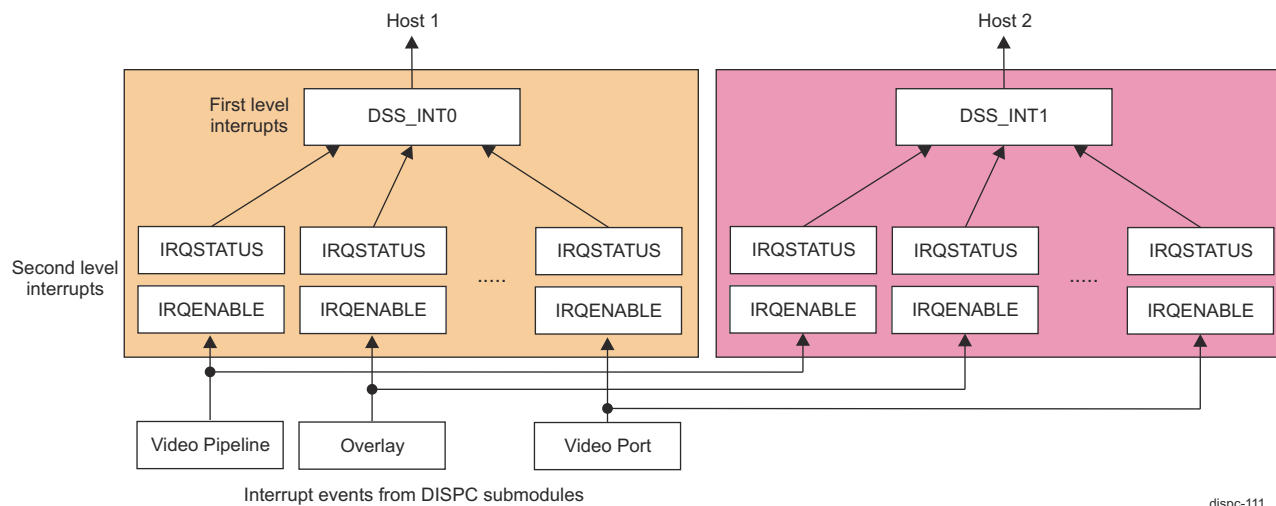 Host 1
Host 2
First level
interrupts
DSS_INT0
DSS_INT1
Second level
interrupts
IRQSTATUS
IRQSTATUS
.....
IRQSTATUS
IRQENABLE
IRQENABLE
IRQENABLE
IRQSTATUS
IRQSTATUS
.....
IRQSTATUS
IRQENABLE
IRQENABLE
IRQENABLE
Video Pipeline
Overlay
Video Port
Interrupt events from DISPC submodules
dispc-111